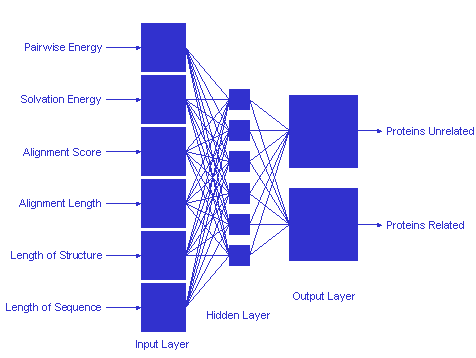 Pairwise Energy
Solvation Energy
Alignment Score
Alignment Length
Length of Structure
Length of Sequence
Input Layer
Hidden Layer
Output Layer
Proteins Unrelated
Proteins Related